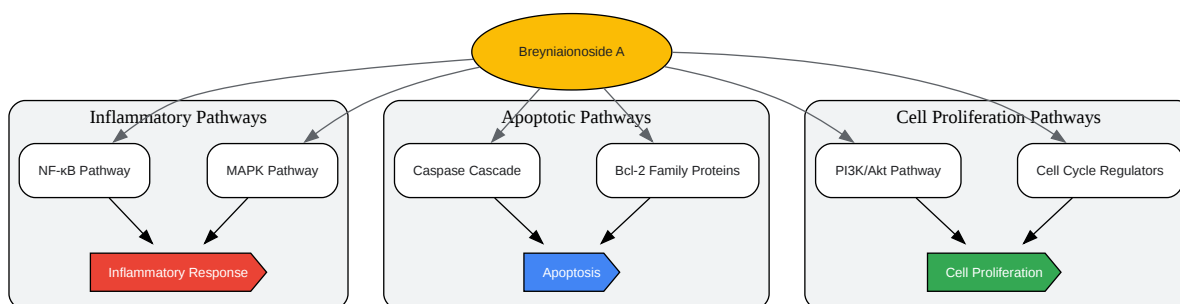 Breyniaionoside A
Inflammatory Pathways
Apoptotic Pathways
Cell Proliferation Pathways
NF-κB Pathway
MAPK Pathway
Caspase Cascade
Bcl-2 Family Proteins
PI3K/Akt Pathway
Cell Cycle Regulators
Inflammatory Response
Apoptosis
Cell Proliferation